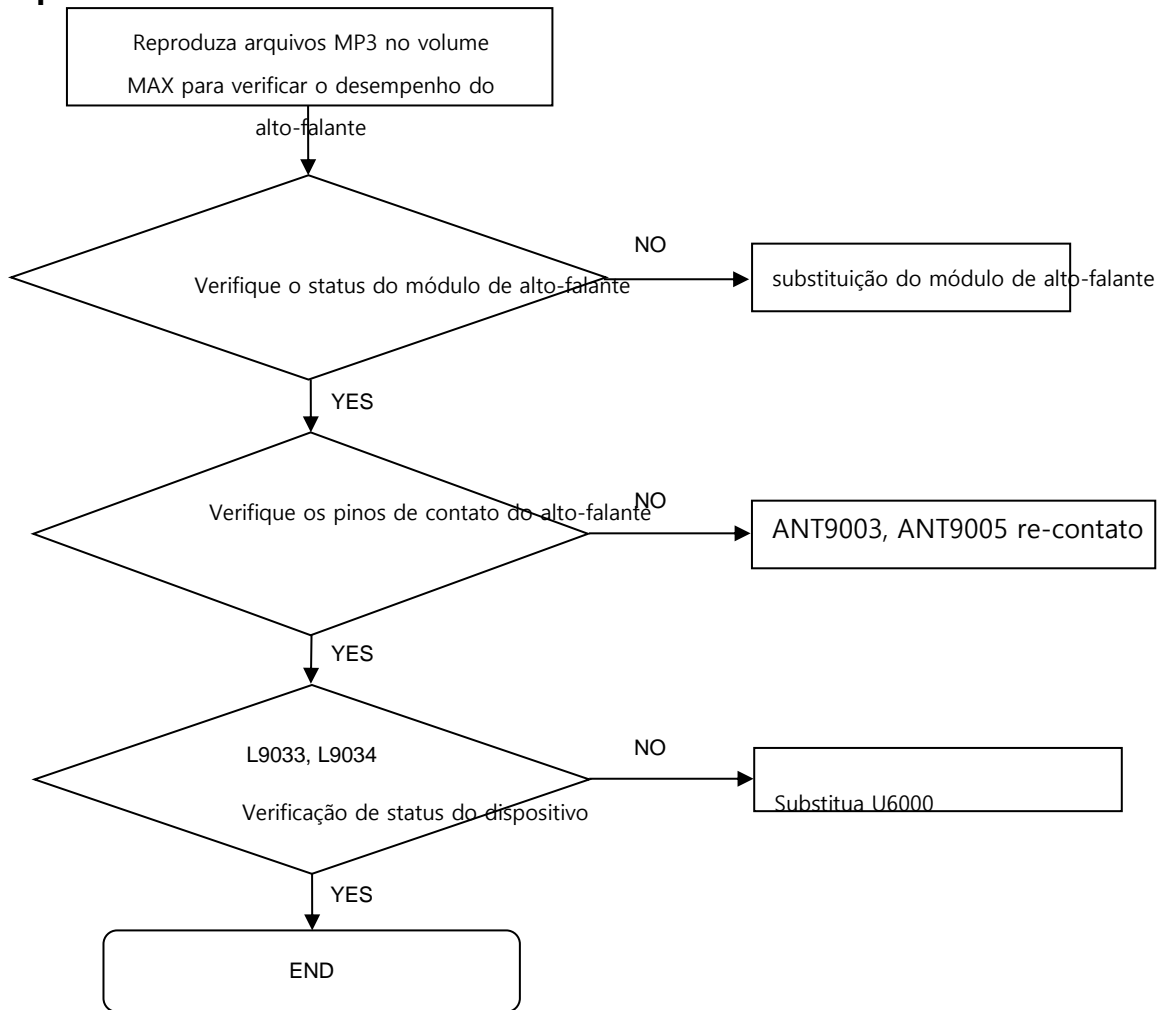 Reproduza arquivos MP3 no volume
MAX para verificar o desempenho do
alto-falante
NO
Verifique o status do módulo de alto-falante
substituição do módulo de alto-falante
YES
NO
Verifique os pinos de contato do alto-falante
ANT9003, ANT9005 re-contato
YES
NO
L9033, L9034
Verificação de status do dispositivo
Substitua U6000
YES
END